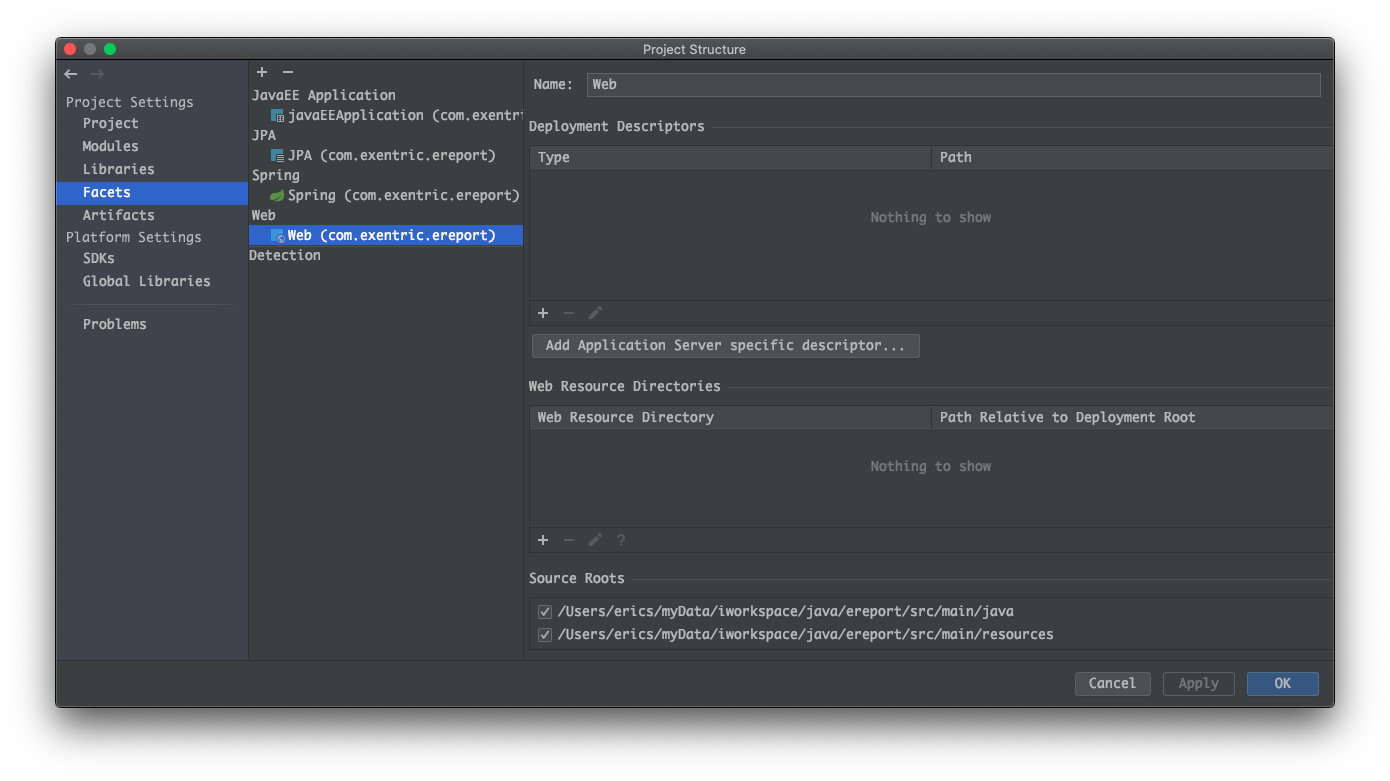 Project Structure
Project Settings
Project
Modules
Libraries
Facets
Artifacts
Platform Settings
SDKs
Global Libraries
Problems
JavaEE Application
javaEEApplication (com.exentri
JPA
JPA (com.exentric.ereport)
Spring
Spring (com.exentric.ereport)
Web
Web (com.exentric.ereport)
Detection
Name: Web
Deployment Descriptors
Type Path
Nothing to show
Add Application Server specific descriptor...
Web Resource Directories
Web Resource Directory Path Relative to Deployment Root
Nothing to show
?
Source Roots
/Users/erics/myData/iworkspace/java/ereport/src/main/java
/Users/erics/myData/iworkspace/java/ereport/src/main/resources
Cancel Apply OK